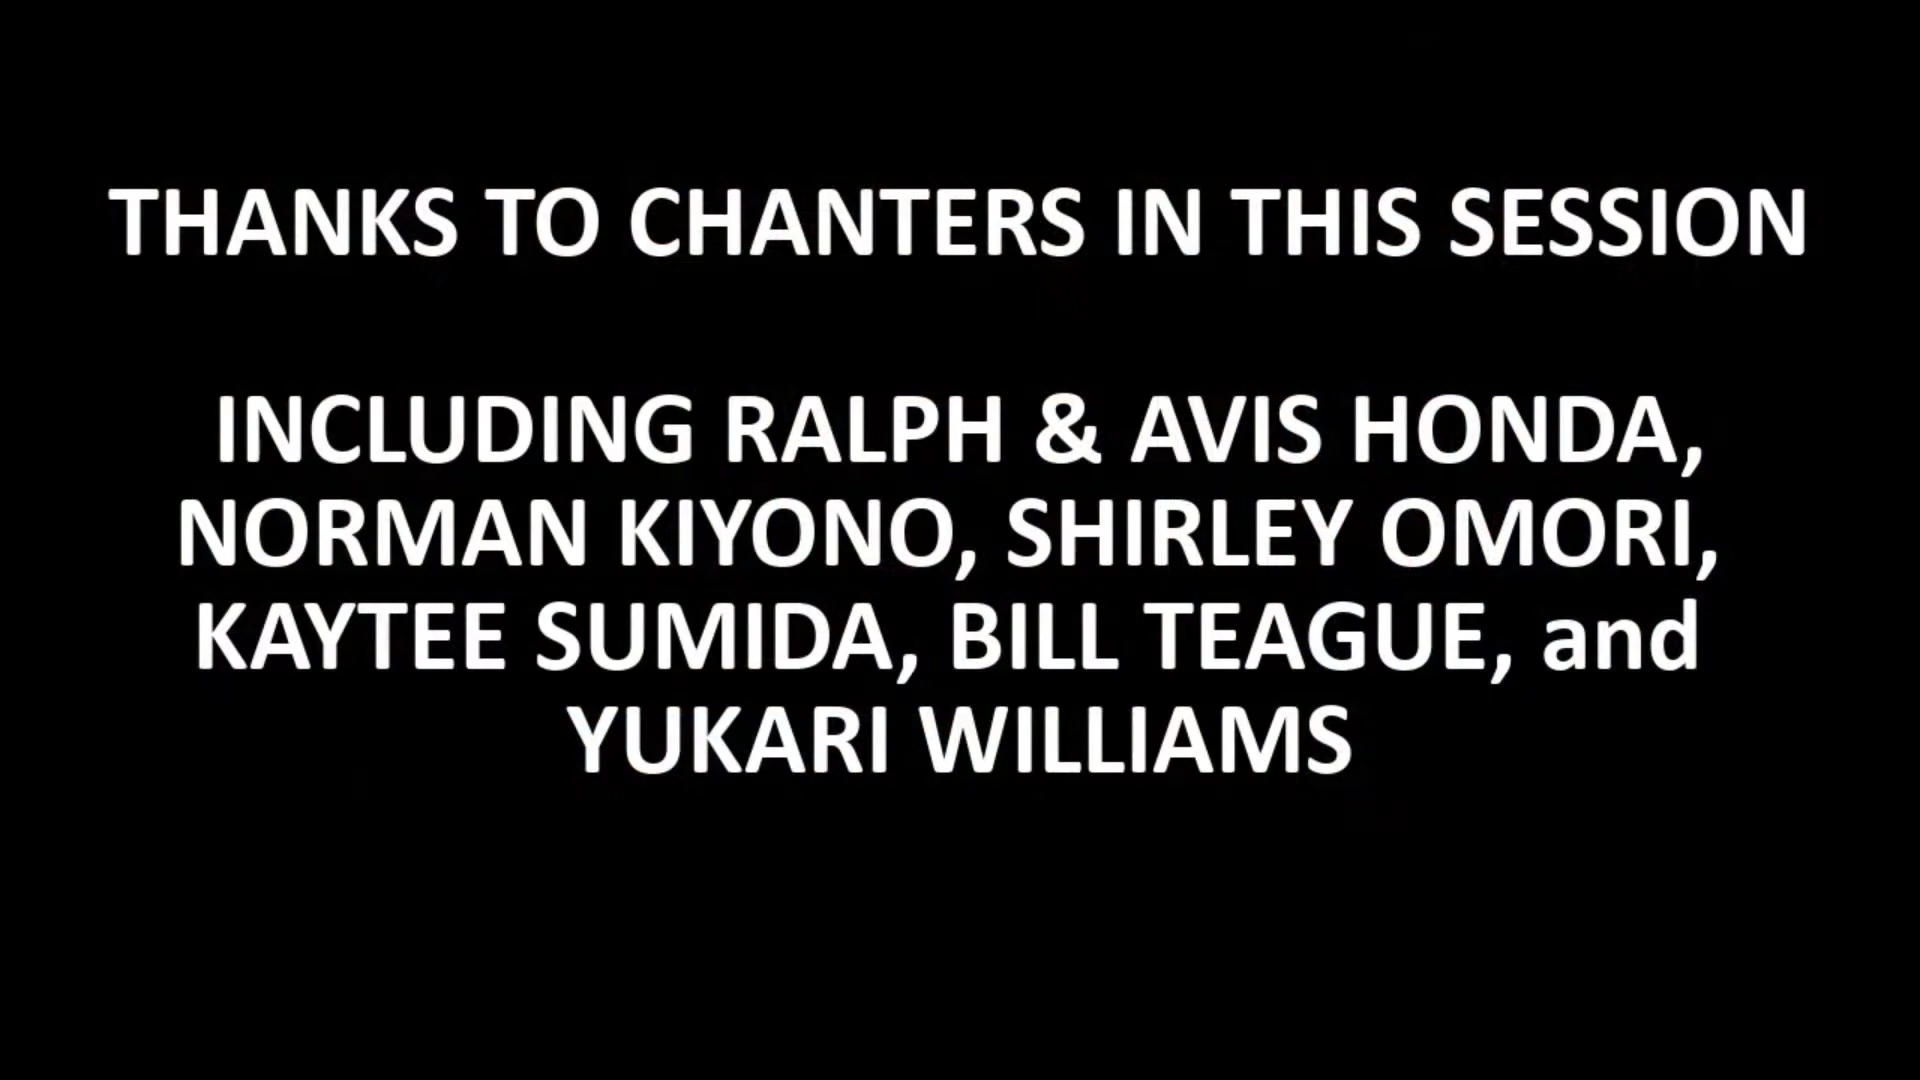 THANKS TO CHANTERS IN THIS SESSION
INCLUDING RALPH & AVIS HONDA,
NORMAN KIYONO, SHIRLEY OMORI,
KAYTEE SUMIDA, BILL TEAGUE, and
YUKARI WILLIAMS